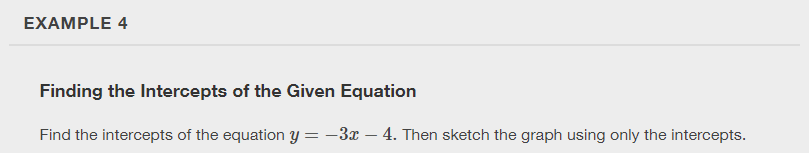 EXAMPLE 4
Finding the Intercepts of the Given Equation
Find the intercepts of the equation y = −3x − 4. Then sketch the graph using only the intercepts.